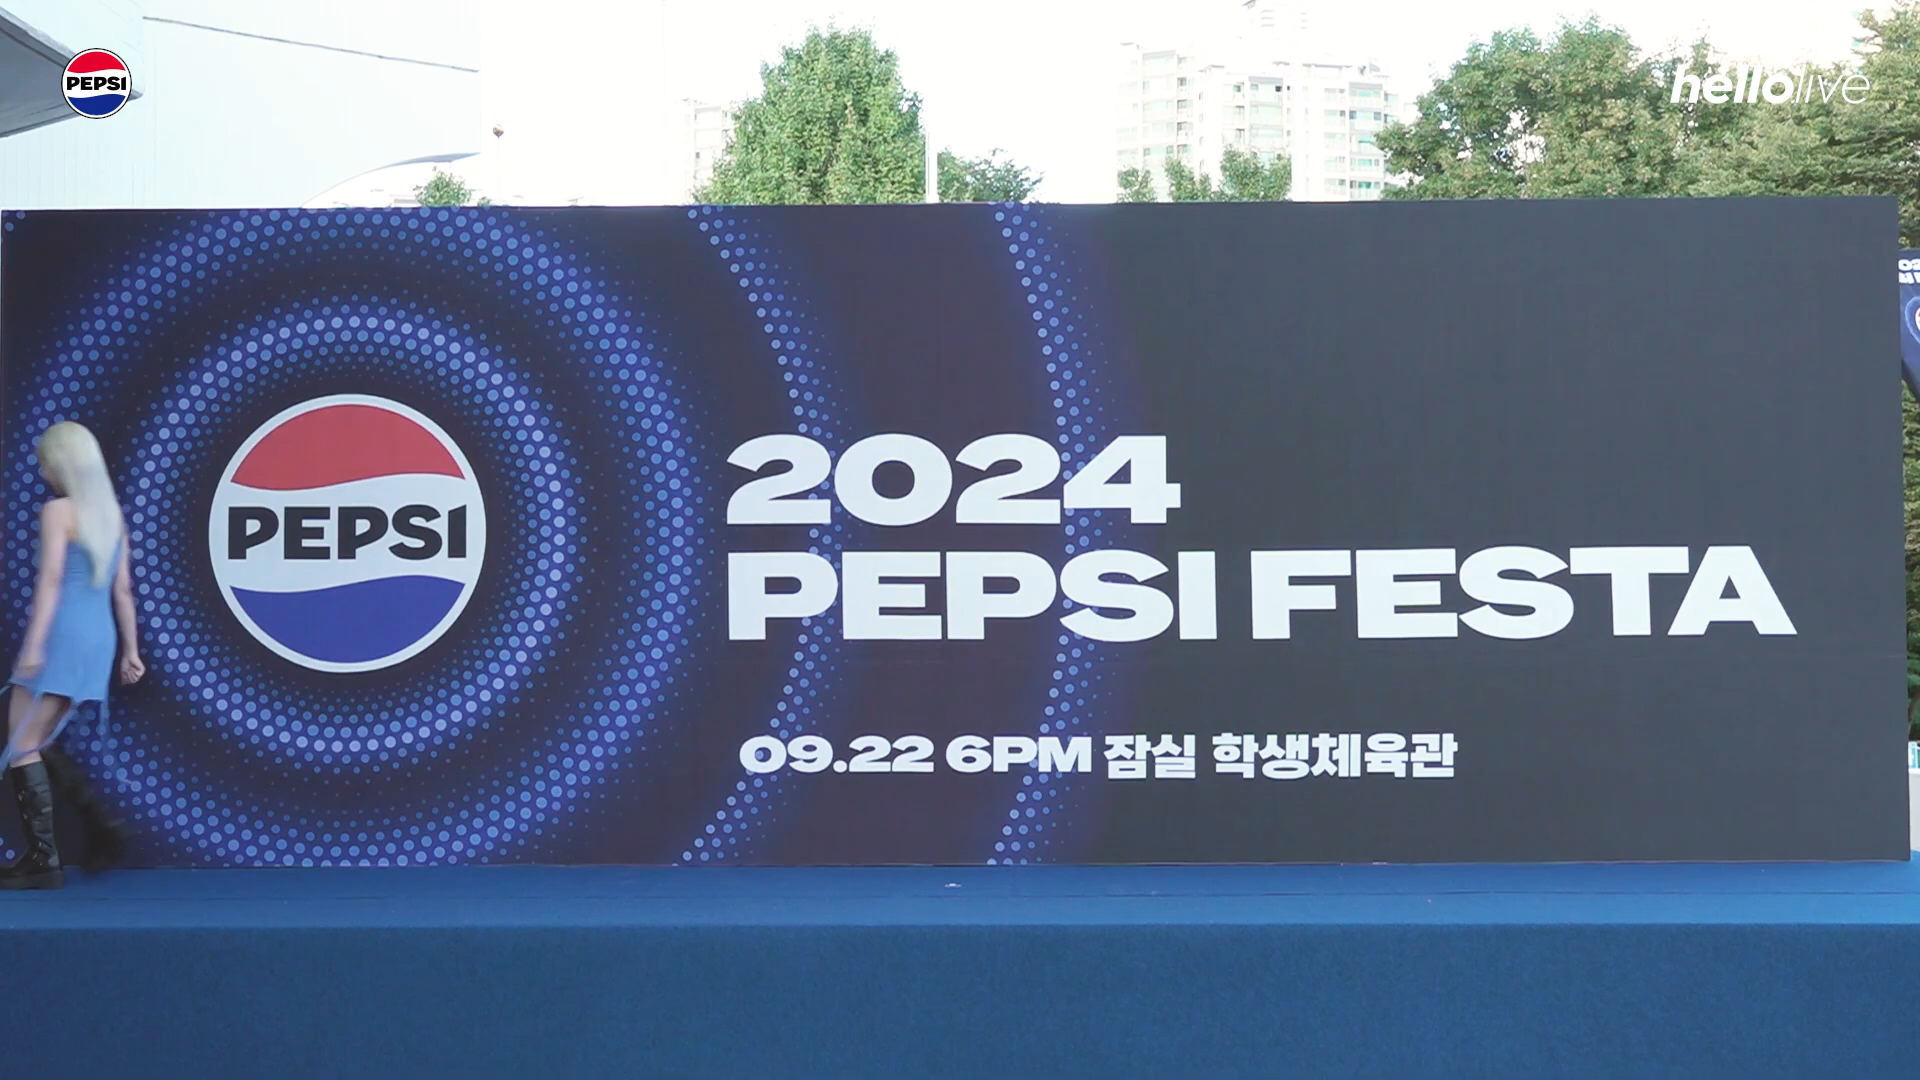 PEPSI
hellolive
PEPSI
2024
PEPSI FESTA
09.22 6PM 잠실 학생체육관